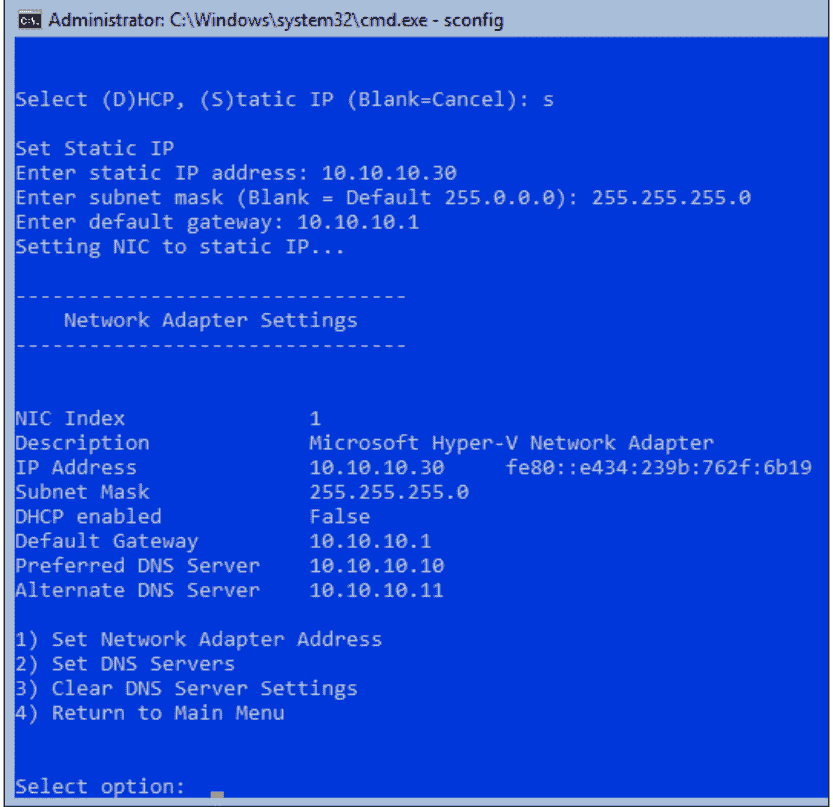 Administrator: C:\Windows\system32\cmd.exe - sconfig
Select (D)HCP, (S)tatic IP (Blank=Cancel): s
Set Static IP
Enter static IP address: 10.10.10.30
Enter subnet mask (Blank = Default 255.0.0.0): 255.255.255.0
Enter default gateway: 10.10.10.1
Setting NIC to static IP...
--------------------------------
Network Adapter Settings
--------------------------------
NIC Index 1
Description Microsoft Hyper-V Network Adapter
IP Address 10.10.10.30 fe80::e434:239b:762f:6b19
Subnet Mask 255.255.255.0
DHCP enabled False
Default Gateway 10.10.10.1
Preferred DNS Server 10.10.10.10
Alternate DNS Server 10.10.10.11
1) Set Network Adapter Address
2) Set DNS Servers
3) Clear DNS Server Settings
4) Return to Main Menu
Select option: _